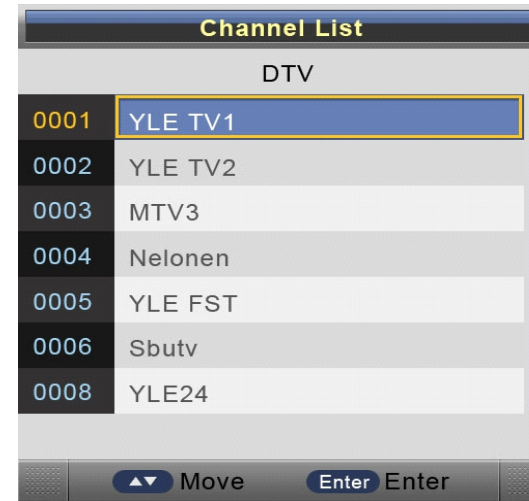 Channel List
DTV
0001 YLE TV1
0002 YLE TV2
0003 MTV3
0004 Nelonen
0005 YLE FST
0006 Sbutv
0008 YLE24
▲▼ Move Enter Enter